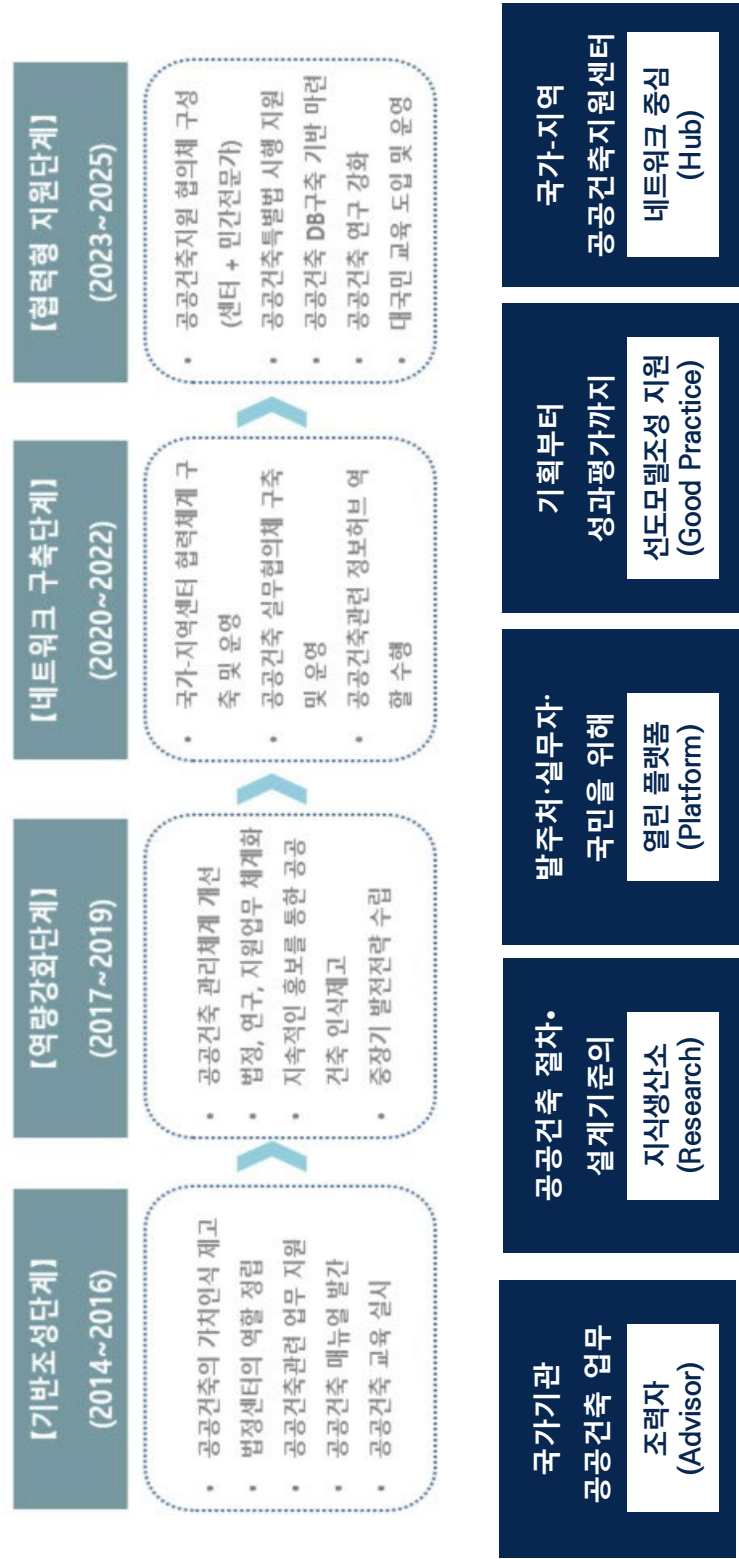 【기반조성단계】
(2014~2016)
• 공공건축의 가치인식 제고
• 법정센터의 역할 정립
• 공공건축관련 업무 지원
• 공공건축 매뉴얼 발간
• 공공건축 교육 실시
【역량강화단계】
(2017~2019)
• 공공건축 관리체계 개선
• 법정, 연구, 지원업무 체계화
• 지속적인 홍보를 통한 공공
건축 인식제고
• 중장기 발전전략 수립
【네트워크 구축단계】
(2020~2022)
• 국가-지역센터 협력체계 구
축 및 운영
• 공공건축 실무협의체 구축
및 운영
• 공공건축관련 정보허브 역
할 수행
【협력형 지원단계】
(2023~2025)
• 공공건축지원 협의체 구성
(센터 + 민간전문가)
• 공공건축특별법 시행 지원
• 공공건축 DB구축 기반 마련
• 공공건축 연구 강화
• 대국민 교육 도입 및 운영
국가기관
공공건축 업무
조력자
(Advisor)
공공건축 절차•
설계기준의
지식생산소
(Research)
발주처·실무자·
국민을 위해
열린 플랫폼
(Platform)
기획부터
성과평가까지
선도모델조성 지원
(Good Practice)
국가-지역
공공건축지원센터
네트워크 중심
(Hub)